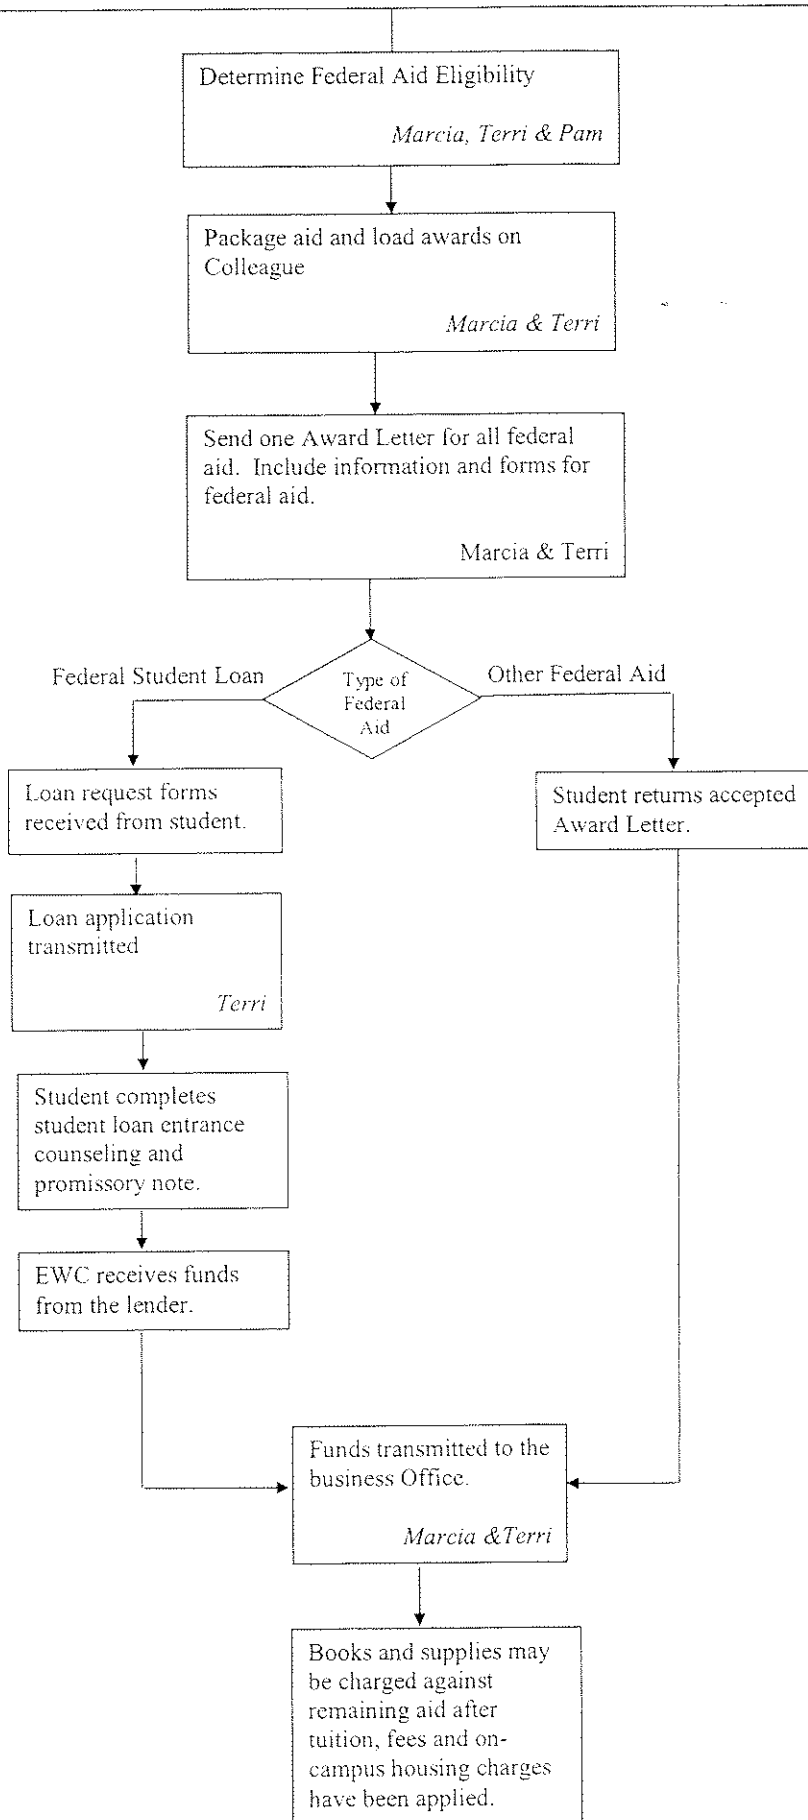 Determine Federal Aid Eligibility
Marcia, Terri & Pam
Package aid and load awards on
Colleague
Marcia & Terri
Send one Award Letter for all federal
aid. Include information and forms for
federal aid.
Marcia & Terri
Type of
Federal
Aid
Federal Student Loan
Loan request forms
received from student.
Loan application
transmitted
Terri
Student completes
student loan entrance
counseling and
promissory note.
EWC receives funds
from the lender.
Other Federal Aid
Student returns accepted
Award Letter.
Funds transmitted to the
business Office.
Marcia &Terri
Books and supplies may
be charged against
remaining aid after
tuition, fees and on-
campus housing charges
have been applied.